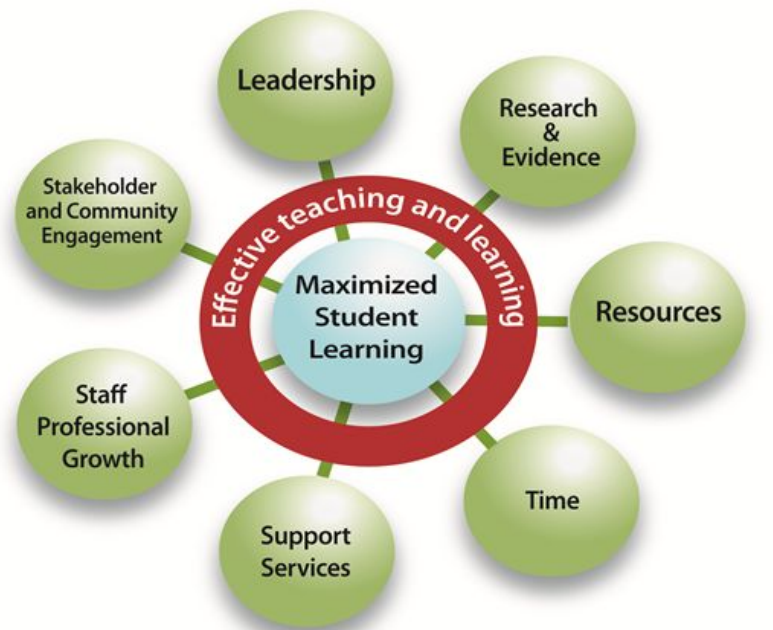 Leadership
Research
&
Evidence
Stakeholder
and Community
Engagement
Effective teaching and learning
Maximized
Student
Learning
Resources
Staff
Professional
Growth
Time
Support
Services